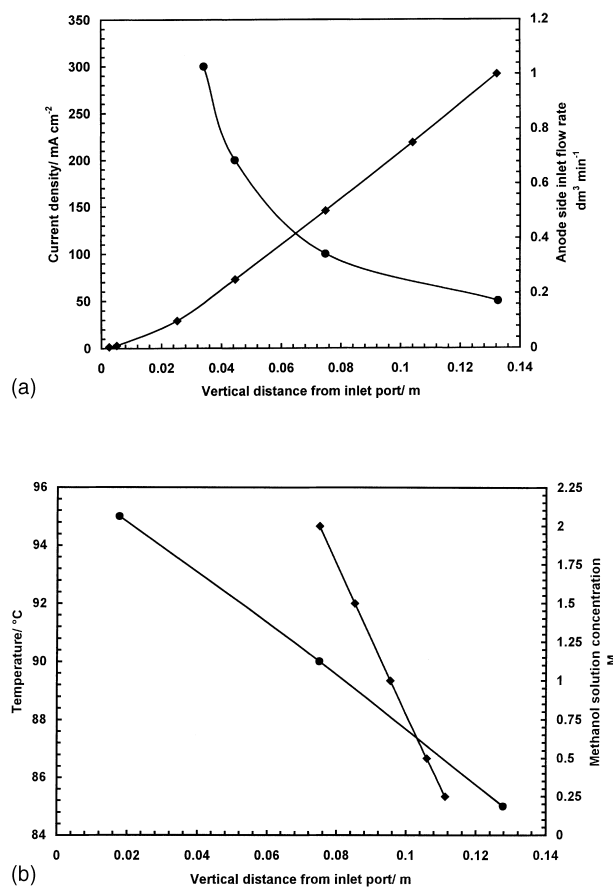 350
300
250
200
150
100
50
0
Current density/ mA cm-2
1.2
1
0.8
0.6
0.4
0.2
0
Anode side inlet flow rate
dm3 min-1
0 0.02 0.04 0.06 0.08 0.1 0.12 0.14
Vertical distance from inlet port/ m
(a)
96
94
92
90
88
86
84
Temperature/ °C
2.25
2
1.75
1.5
1.25
1
0.75
0.5
0.25
0
Methanol solution concentration
M
0 0.02 0.04 0.06 0.08 0.1 0.12 0.14
Vertical distance from inlet port/ m
(b)